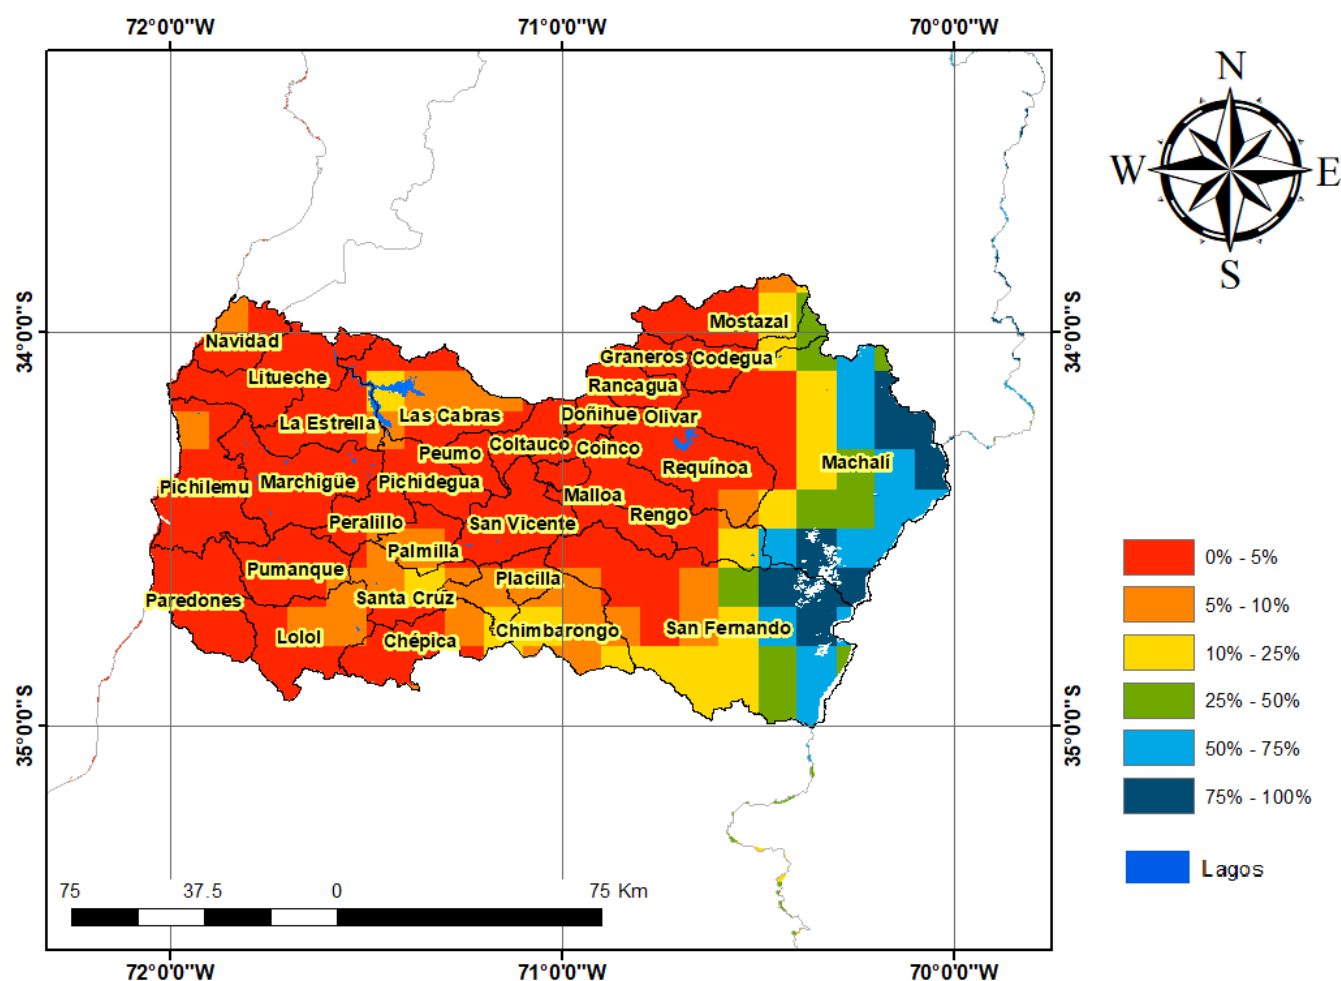 72°0'0"W 71°0'0"W 70°0'0"W
N
W E
S
34°0'0"S 34°0'0"S
Mostazal
Navidad
Graneros Codegua
Litueche
Rancagua
La Estrella Las Cabras Doñihue Olivar
Peumo Coltauco Coinco
Requínoa Machalí
Pichilemu Marchigüe Pichidegua
Malloa
Peralillo San Vicente Rengo
Palmilla
Pumanque Placilla
Paredones Santa Cruz
Lolol Chépica Chimbarongo San Fernando
35°0'0"S 35°0'0"S
0% - 5%
5% - 10%
10% - 25%
25% - 50%
50% - 75%
75% - 100%
Lagos
75 37.5 0 75 Km
72°0'0"W 71°0'0"W 70°0'0"W